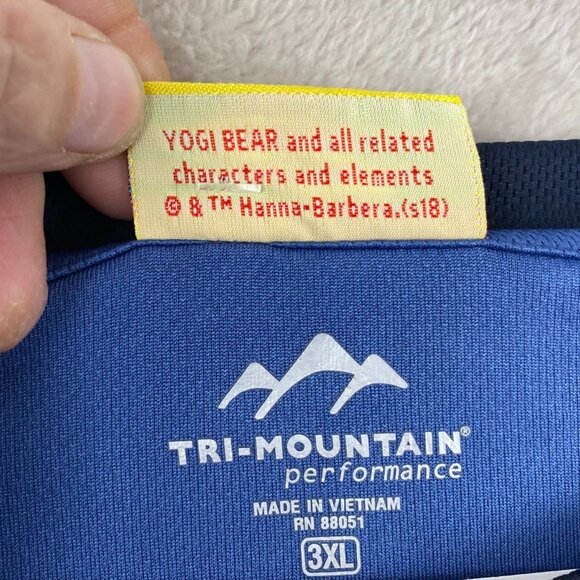 YOGI BEAR and all related
characters and elements
© & ™ Hanna-Barbera.(s18)
TRI-MOUNTAIN®
performance
MADE IN VIETNAM
RN 88051
3XL